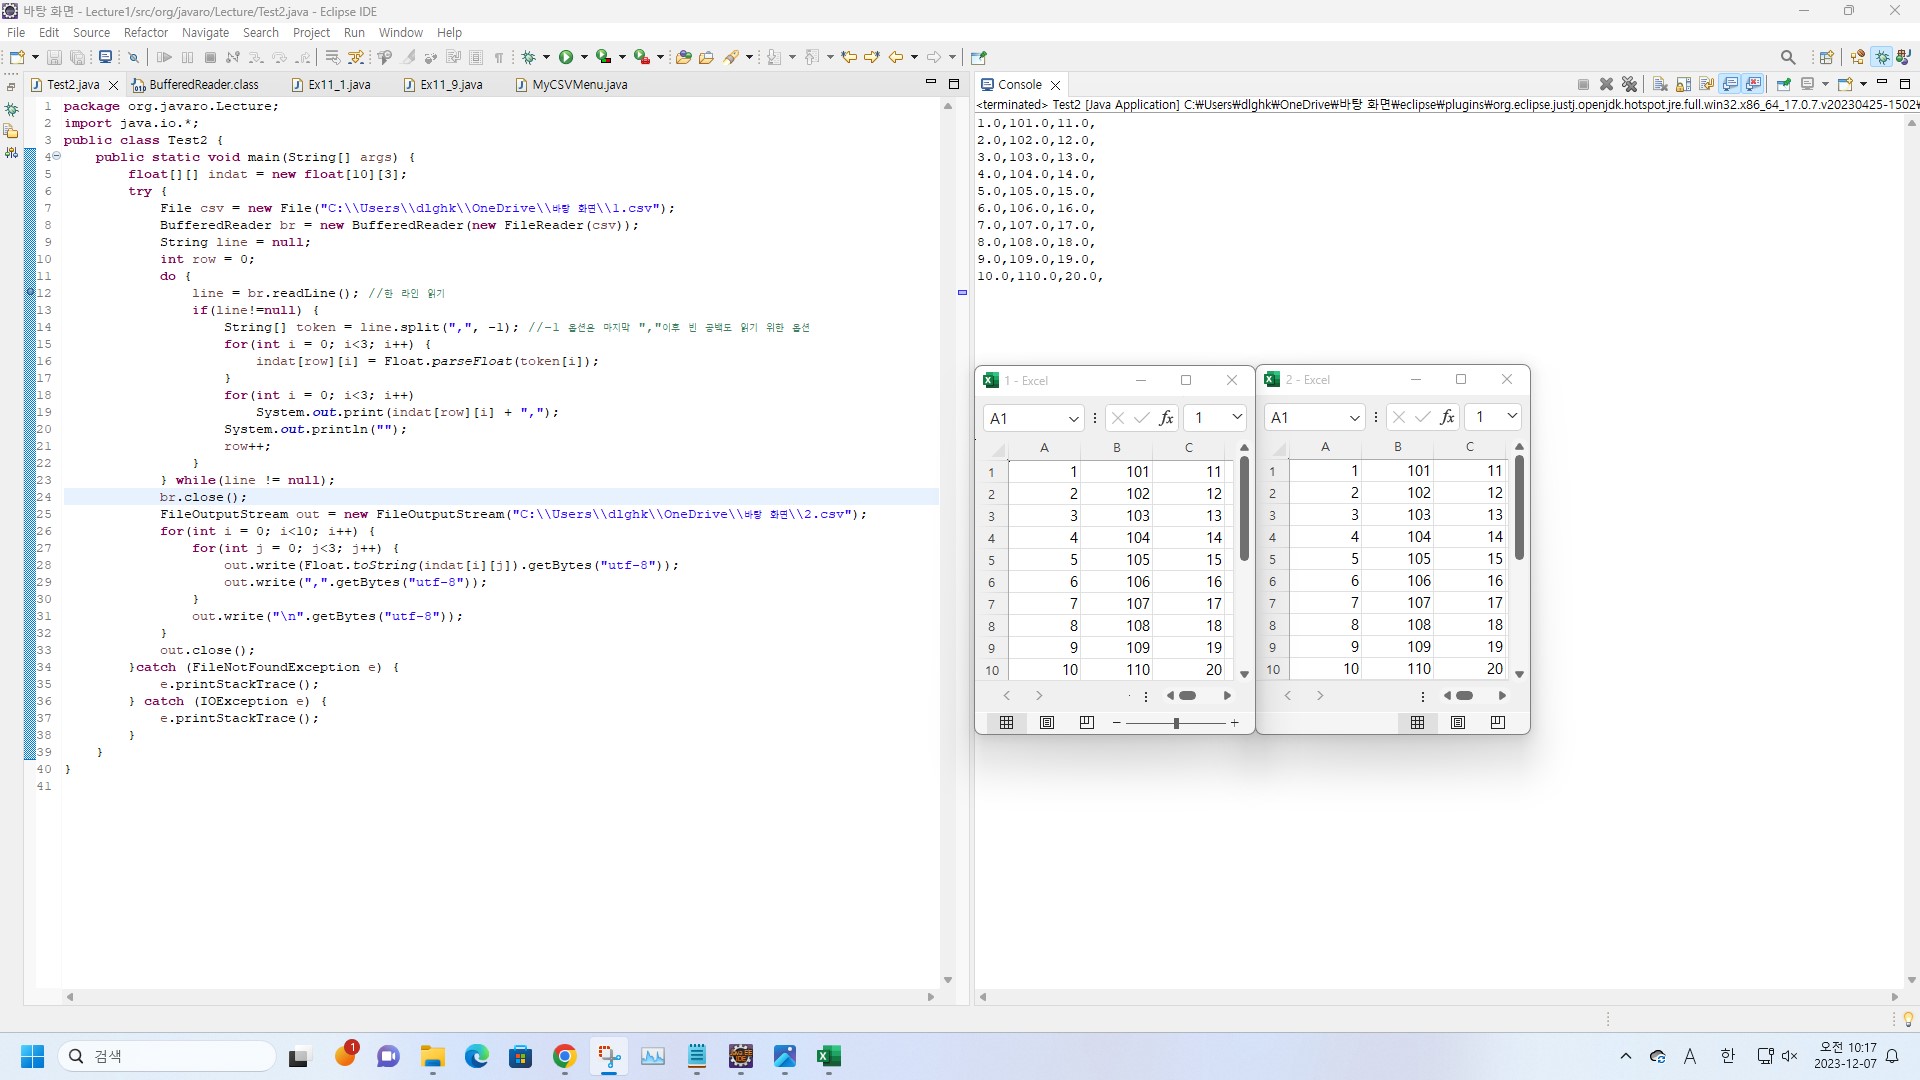 바탕 화면 - Lecture1/src/org/javaro/Lecture/Test2.java - Eclipse IDE
File Edit Source Refactor Navigate Search Project Run Window Help
Test2.java BufferedReader.class Ex11_1.java Ex11_9.java MyCSVMenu.java
1 package org.javaro.Lecture;
2 import java.io.*;
3 public class Test2 {
4 public static void main(String[] args) {
5 float[][] indat = new float[10][3];
6 try {
7 File csv = new File("C:\\Users\\dlghk\\OneDrive\\바탕 화면\\1.csv");
8 BufferedReader br = new BufferedReader(new FileReader(csv));
9 String line = null;
10 int row = 0;
11 do {
12 line = br.readLine(); //한 라인 읽기
13 if(line!=null) {
14 String[] token = line.split(",", -1); //-1 옵션은 마지막 ","이후 빈 공백도 읽기 위한 옵션
15 for(int i = 0; i<3; i++) {
16 indat[row][i] = Float.parseFloat(token[i]);
17 }
18 for(int i = 0; i<3; i++)
19 System.out.print(indat[row][i] + ",");
20 System.out.println("");
21 row++;
22 }
23 } while(line != null);
24 br.close();
25 FileOutputStream out = new FileOutputStream("C:\\Users\\dlghk\\OneDrive\\바탕 화면\\2.csv");
26 for(int i = 0; i<10; i++) {
27 for(int j = 0; j<3; j++) {
28 out.write(Float.toString(indat[i][j]).getBytes("utf-8"));
29 out.write(",".getBytes("utf-8"));
30 }
31 out.write("\n".getBytes("utf-8"));
32 }
33 out.close();
34 }catch (FileNotFoundException e) {
35 e.printStackTrace();
36 } catch (IOException e) {
37 e.printStackTrace();
38 }
39 }
40 }
41
Console
<terminated> Test2 [Java Application] C:₩Users₩dlghk₩OneDrive₩바탕 화면₩eclipse₩plugins₩org.eclipse.justj.openjdk.hotspot.jre.full.win32.x86_64_17.0.7.v20230425-1502₩
1.0,101.0,11.0,
2.0,102.0,12.0,
3.0,103.0,13.0,
4.0,104.0,14.0,
5.0,105.0,15.0,
6.0,106.0,16.0,
7.0,107.0,17.0,
8.0,108.0,18.0,
9.0,109.0,19.0,
10.0,110.0,20.0,
1 - Excel
A1 fx 1
A B C
1 1 101 11
2 2 102 12
3 3 103 13
4 4 104 14
5 5 105 15
6 6 106 16
7 7 107 17
8 8 108 18
9 9 109 19
10 10 110 20
2 - Excel
A1 fx 1
A B C
1 1 101 11
2 2 102 12
3 3 103 13
4 4 104 14
5 5 105 15
6 6 106 16
7 7 107 17
8 8 108 18
9 9 109 19
10 10 110 20
검색
1
A 한
오전 10:17
2023-12-07